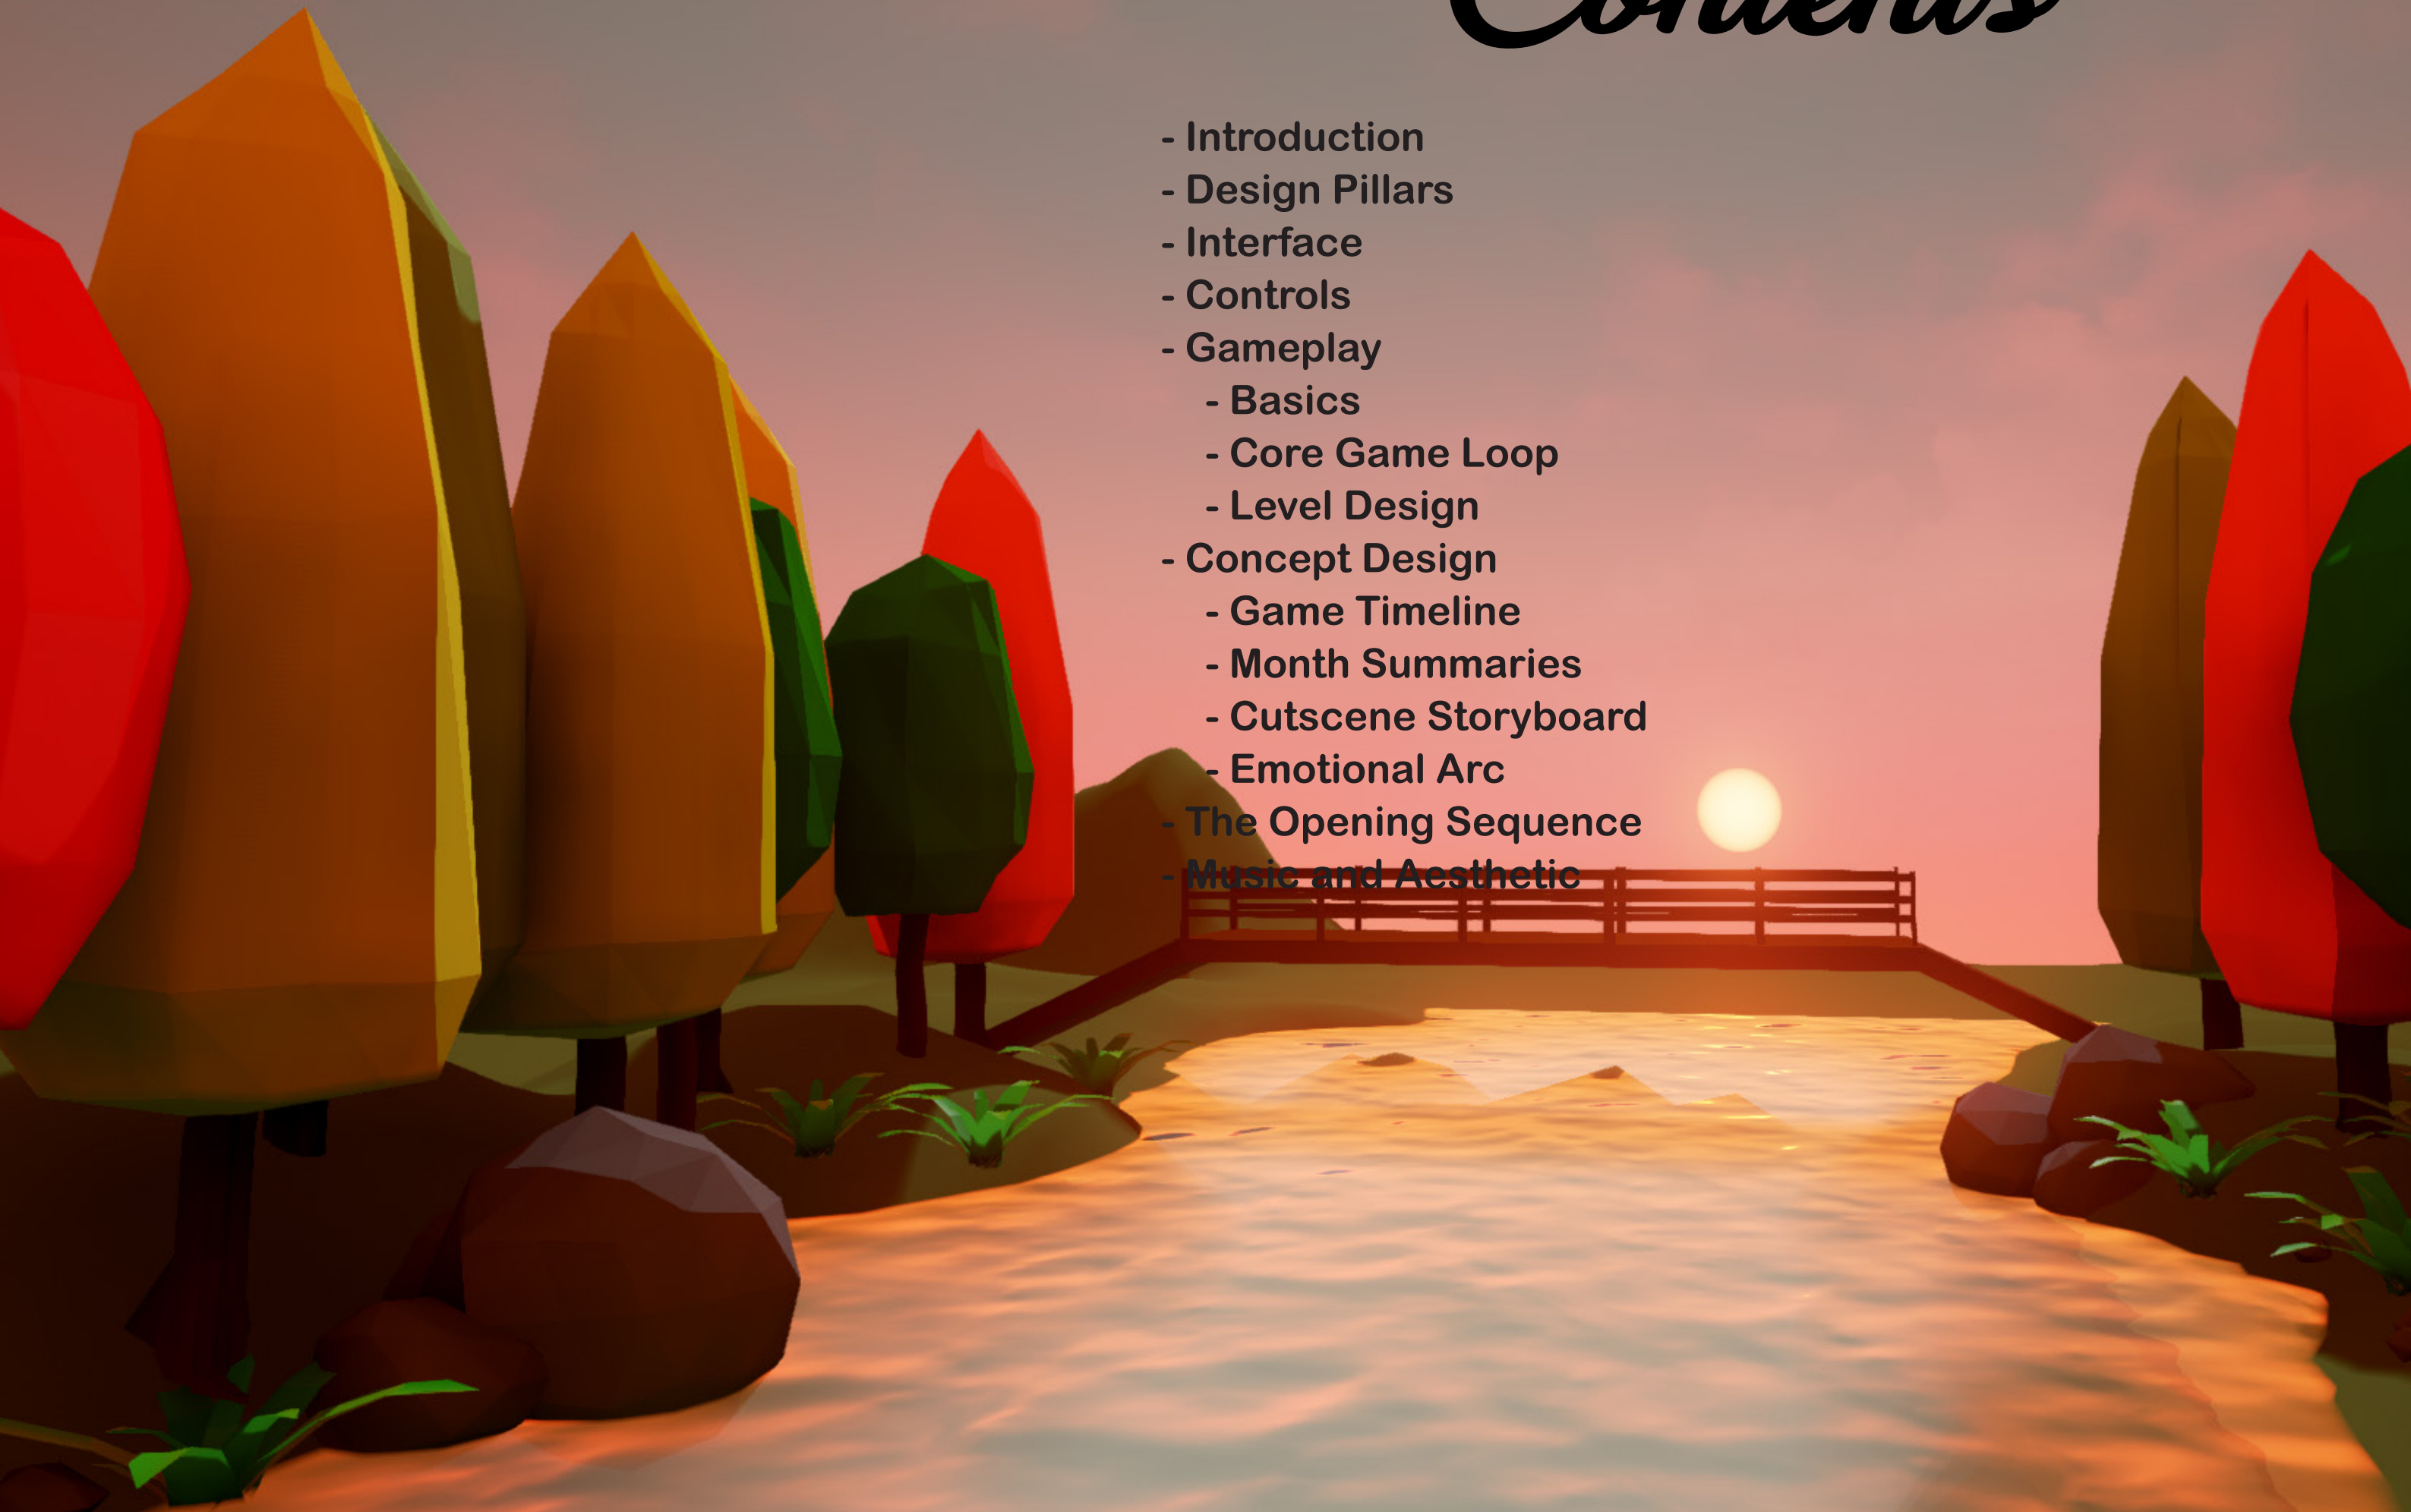 Contents
- Introduction
- Design Pillars
- Interface
- Controls
- Gameplay
- Basics
- Core Game Loop
- Level Design
- Concept Design
- Game Timeline
- Month Summaries
- Cutscene Storyboard
- Emotional Arc
- The Opening Sequence
- Music and Aesthetic